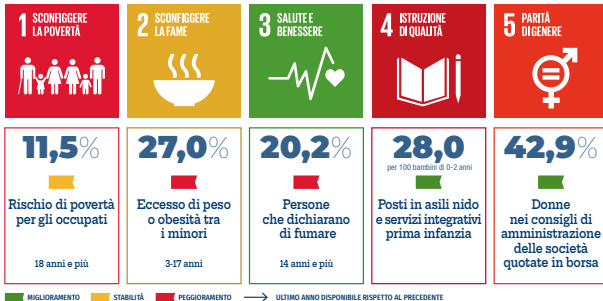 1 SCONFIGGERE
LA POVERTÀ
2 SCONFIGGERE
LA FAME
3 SALUTE E
BENESSERE
4 ISTRUZIONE
DI QUALITÀ
5 PARITÀ
DI GENERE
11,5%
Rischio di povertà
per gli occupati
18 anni e più
27,0%
Eccesso di peso
o obesità tra
i minori
3-17 anni
20,2%
Persone
che dichiarano
di fumare
14 anni e più
28,0
per 100 bambini di 0-2 anni
Posti in asili nido
e servizi integrativi
prima infanzia
42,9%
Donne
nei consigli di
amministrazione
delle società
quotate in borsa
MIGLIORAMENTO STABILITÀ PEGGIORAMENTO ULTIMO ANNO DISPONIBILE RISPETTO AL PRECEDENTE